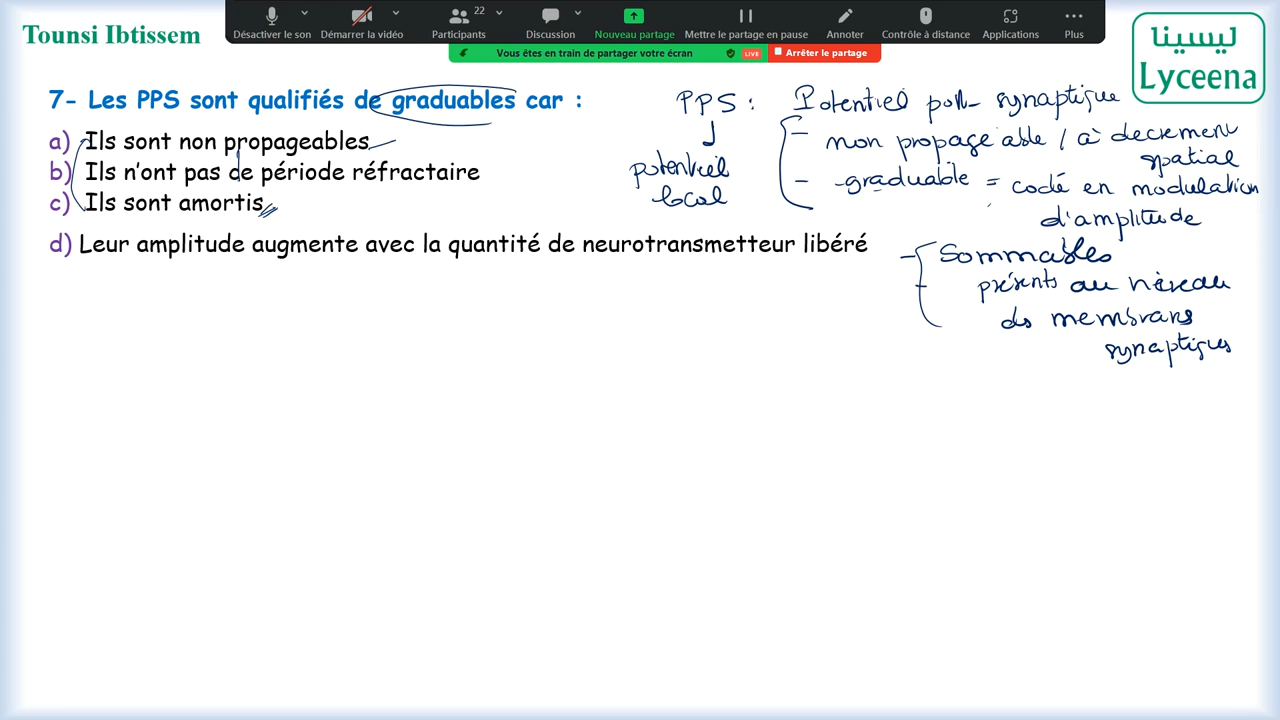 Tounsi Ibtissem
Désactiver le son
Démarrer la vidéo
Participants
22
Discussion
Nouveau partage
Mettre le partage en pause
Annoter
Contrôle à distance
Applications
Plus
Vous êtes en train de partager votre écran
LIVE
Arrêter le partage
ليسينا
Lyceena
7- Les PPS sont qualifiés de graduables car :
a) Ils sont non propageables
b) Ils n'ont pas de période réfractaire
c) Ils sont amortis
d) Leur amplitude augmente avec la quantité de neurotransmetteur libéré
PPS : Potentiel post-synaptique
potentiel
local
- non propageable / à decrement
spatial
- graduable = codé en modulation
d'amplitude
- Sommables
- présents au niveau
des membrans
synaptiques